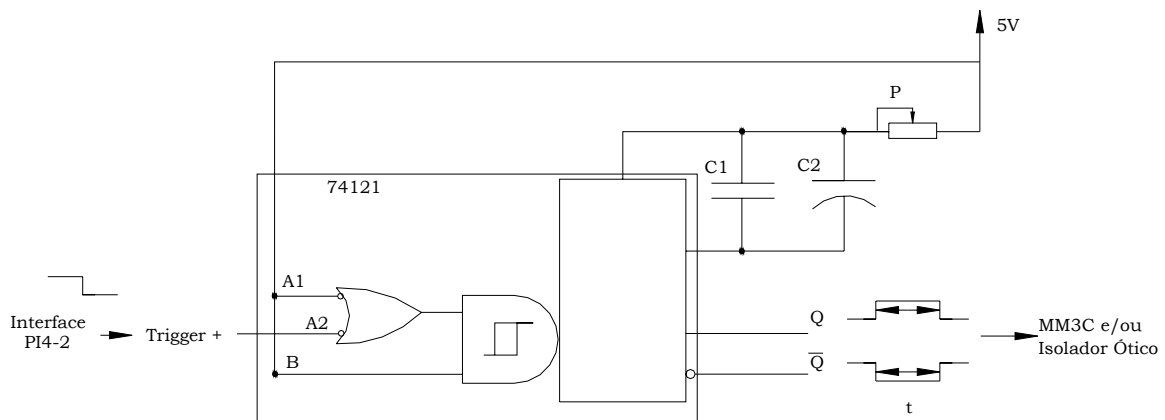 5V
P
C1
C2
74121
A1
Interface
PI4-2
Trigger +
A2
B
Q
Q̅
MM3C e/ou
Isolador Ótico
t